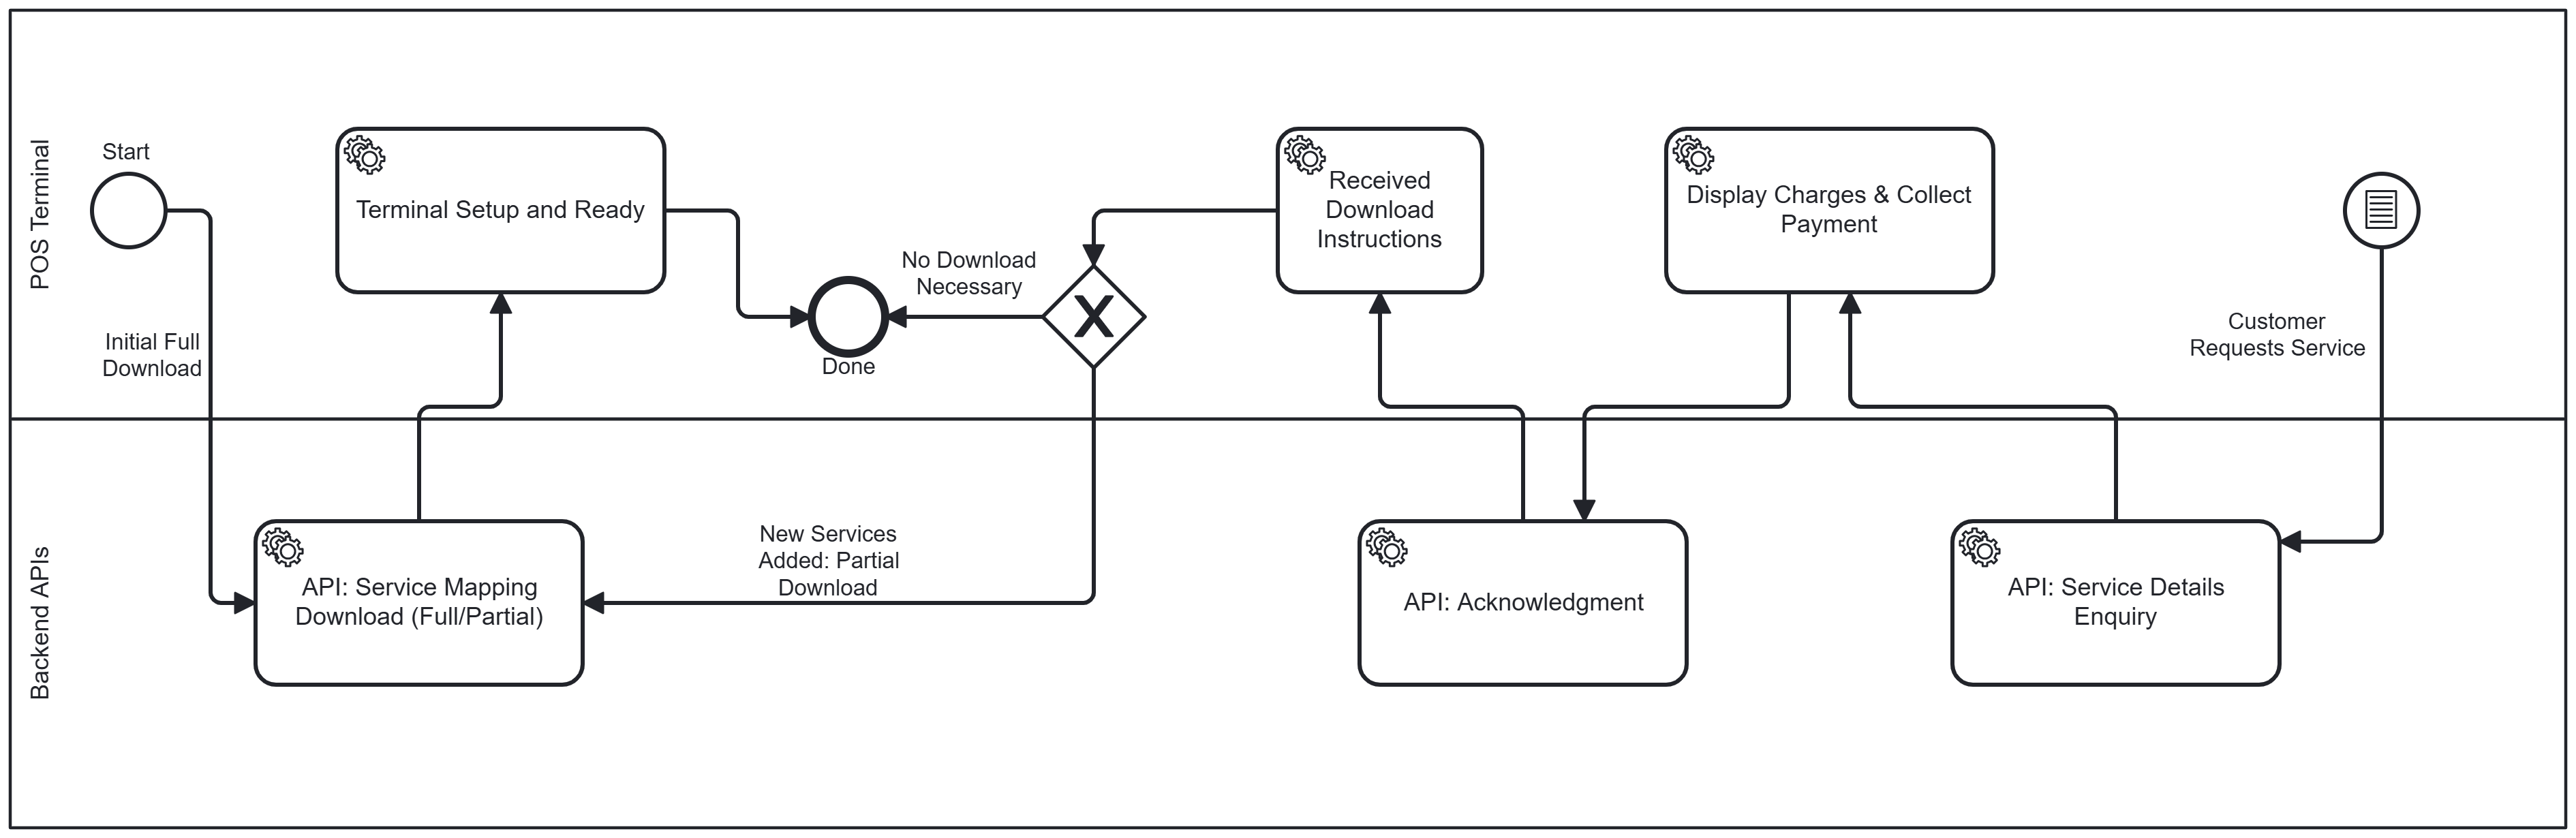 POS Terminal
Start
Initial Full
Download
Terminal Setup and Ready
Done
No Download
Necessary
X
Received
Download
Instructions
Display Charges & Collect
Payment
Customer
Requests Service
Backend APIs
API: Service Mapping
Download (Full/Partial)
New Services
Added: Partial
Download
API: Acknowledgment
API: Service Details
Enquiry